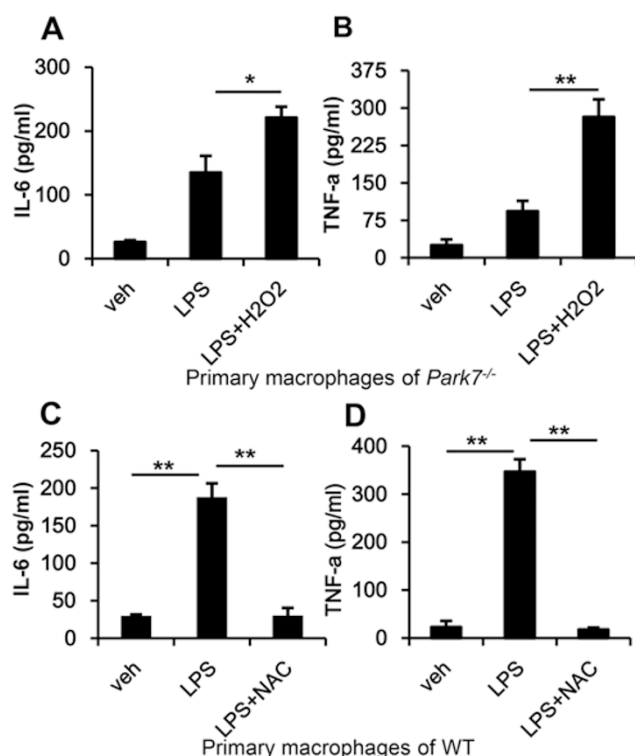 A
B
IL-6 (pg/ml)
300
200
100
0
*
veh
LPS
LPS+H2O2
TNF-a (pg/ml)
375
300
225
150
75
0
**
veh
LPS
LPS+H2O2
Primary macrophages of Park7-/-
C
D
IL-6 (pg/ml)
250
200
150
100
50
0
**
**
veh
LPS
LPS+NAC
TNF-a (pg/ml)
400
300
200
100
0
**
**
veh
LPS
LPS+NAC
Primary macrophages of WT